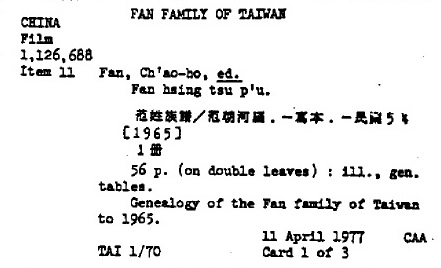 FAN FAMILY OF TAIWAN
CHINA
Film
1,126,688
Item 11 Fan, Ch'ao-ho, ed.
Fan hsing tsu p'u.
范姓族譜/范朝河編.-寫本.-民國5
[1965]
1冊
56 p. (on double leaves) : ill., gen.
tables.
Genealogy of the Fan family of Taiwan
to 1965.
11 April 1977 CAA
TAI 1/70 Card 1 of 3